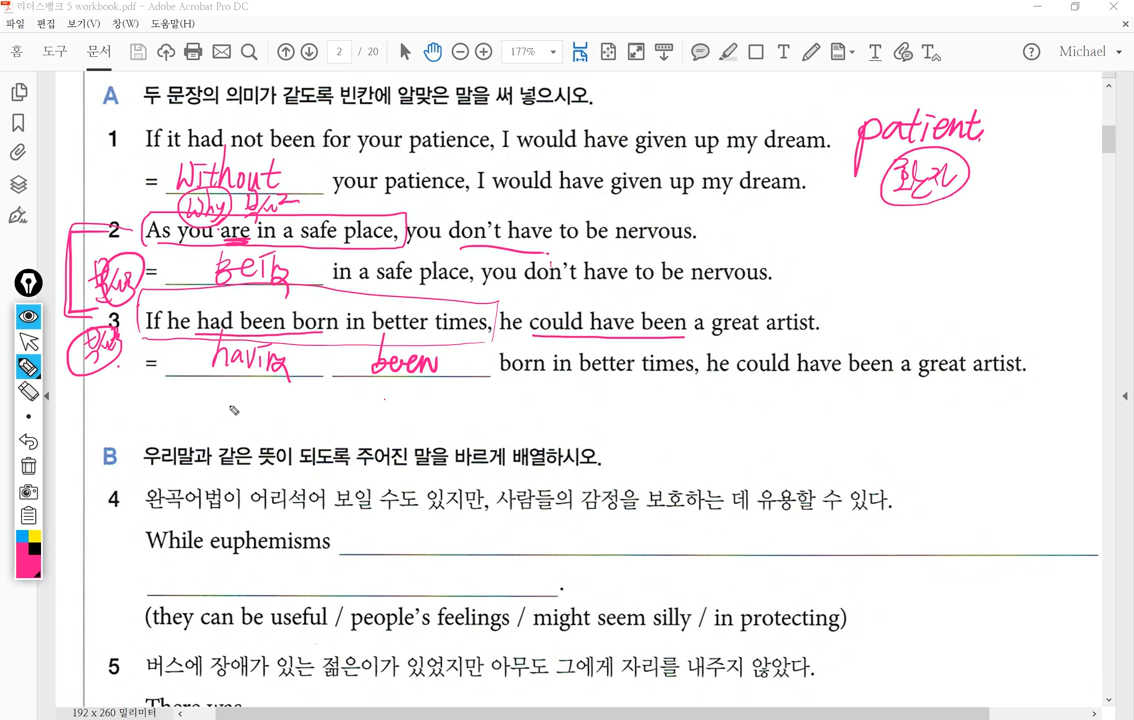 리더스뱅크 5 workbook.pdf - Adobe Acrobat Pro DC
파일 편집 보기(V) 창(W) 도움말(H)
홈 도구 문서 2 / 20 177% Michael
A 두 문장의 의미가 같도록 빈칸에 알맞은 말을 써 넣으시오.
patient
환자
1 If it had not been for your patience, I would have given up my dream.
= Without your patience, I would have given up my dream.
Why
2 As you are in a safe place, you don't have to be nervous.
= being in a safe place, you don't have to be nervous.
3 If he had been born in better times, he could have been a great artist.
= having been born in better times, he could have been a great artist.
B 우리말과 같은 뜻이 되도록 주어진 말을 바르게 배열하시오.
4 완곡어법이 어리석어 보일 수도 있지만, 사람들의 감정을 보호하는 데 유용할 수 있다.
While euphemisms
.
(they can be useful / people's feelings / might seem silly / in protecting)
5 버스에 장애가 있는 젊은이가 있었지만 아무도 그에게 자리를 내주지 않았다.
There was
192 x 260 밀리미터